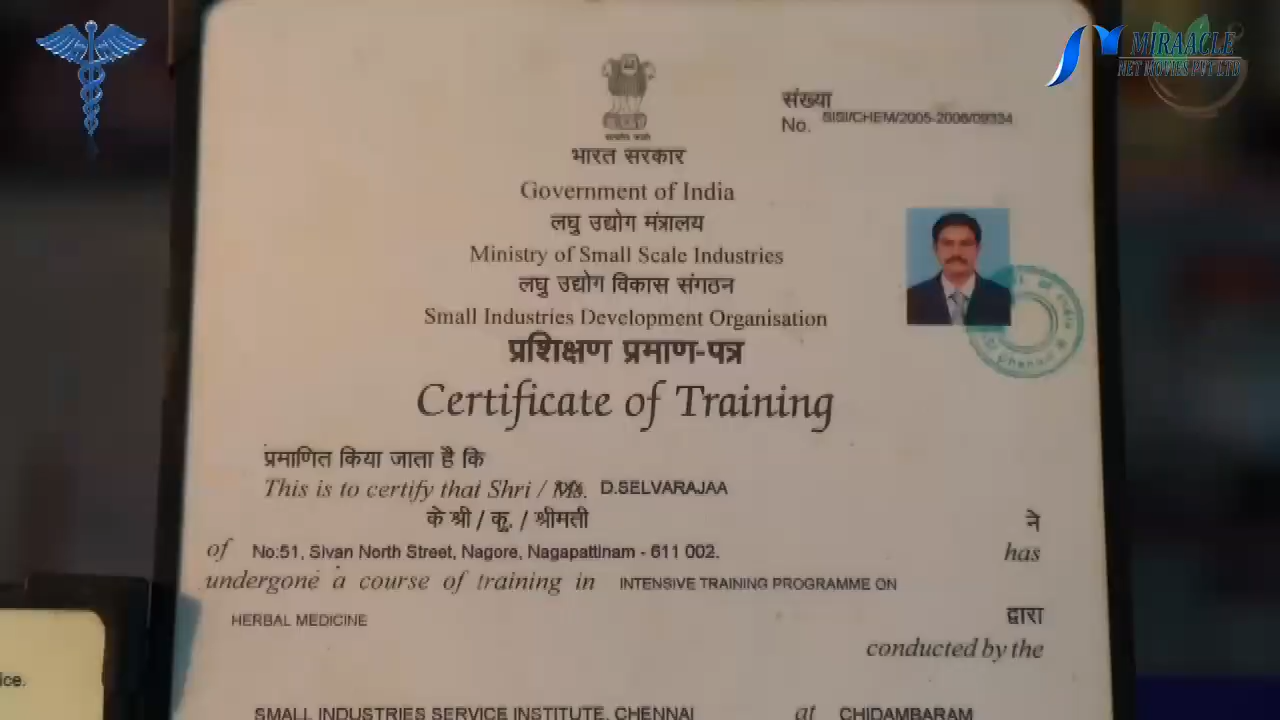 MIRAACLE
NET MOVIES PVT LTD
संख्या
No. SISI/CHEM/2005-2006/09334
सत्यमेव जयते
भारत सरकार
Government of India
लघु उद्योग मंत्रालय
Ministry of Small Scale Industries
लघु उद्योग विकास संगठन
Small Industries Development Organisation
प्रशिक्षण प्रमाण-पत्र
Certificate of Training
प्रमाणित किया जाता है कि
This is to certify that Shri / Ms. D.SELVARAJAA
के श्री / कु. / श्रीमती ने
of No:51, Sivan North Street, Nagore, Nagapattinam - 611 002. has
undergone a course of training in INTENSIVE TRAINING PROGRAMME ON
HERBAL MEDICINE द्वारा
conducted by the
SMALL INDUSTRIES SERVICE INSTITUTE, CHENNAI at CHIDAMBARAM
ice.